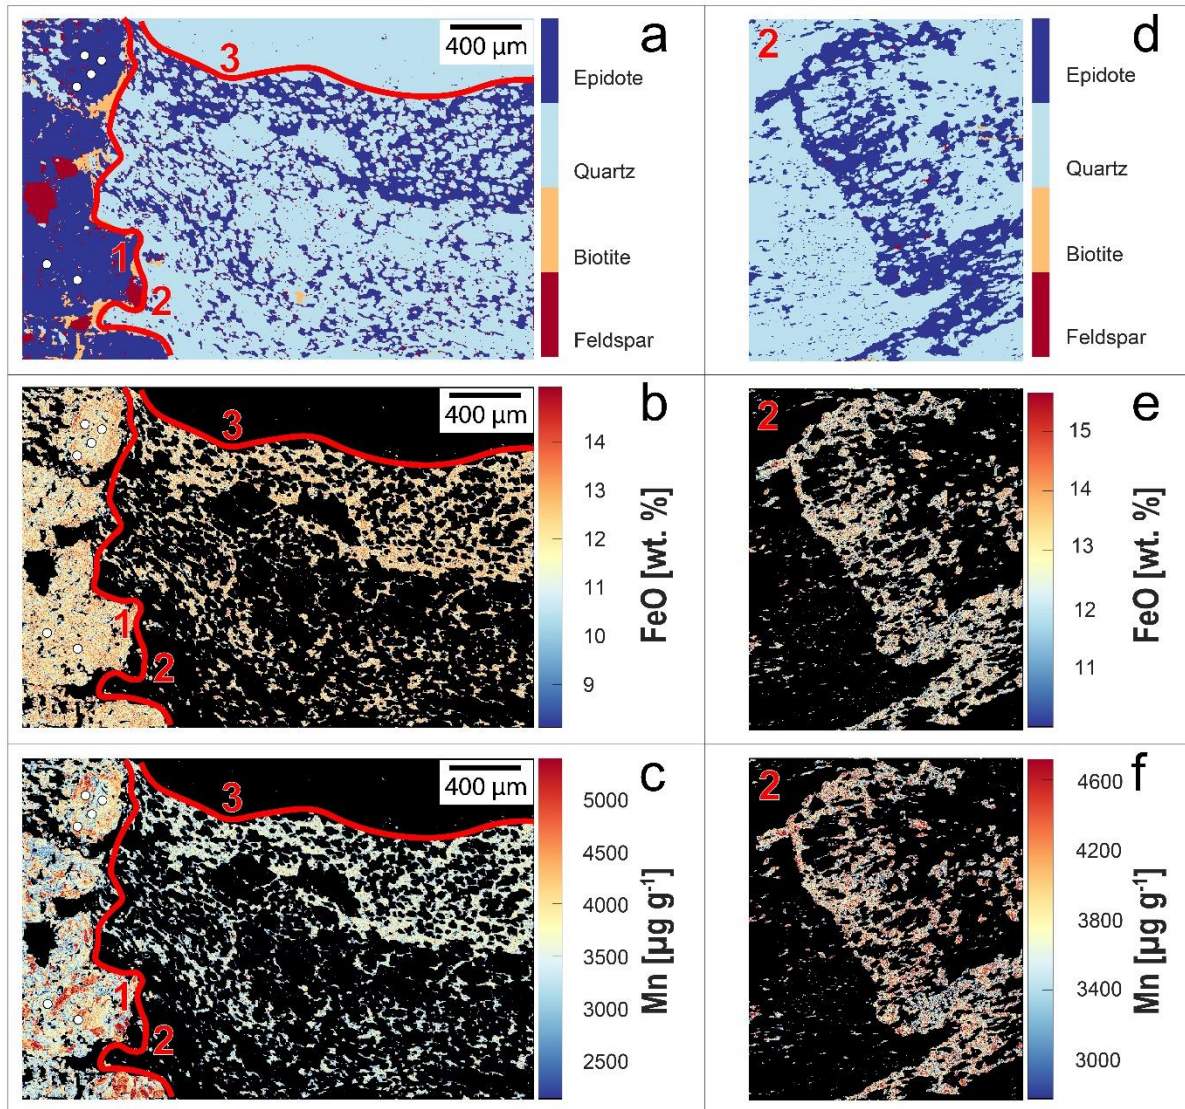 a
400 µm
3
1
2
Epidote
Quartz
Biotite
Feldspar
d
2
Epidote
Quartz
Biotite
Feldspar
b
400 µm
3
1
2
14
13
12
11
10
9
FeO [wt. %]
e
2
15
14
13
12
11
FeO [wt. %]
c
400 µm
3
1
2
5000
4500
4000
3500
3000
2500
Mn [µg g⁻¹]
f
2
4600
4200
3800
3400
3000
Mn [µg g⁻¹]